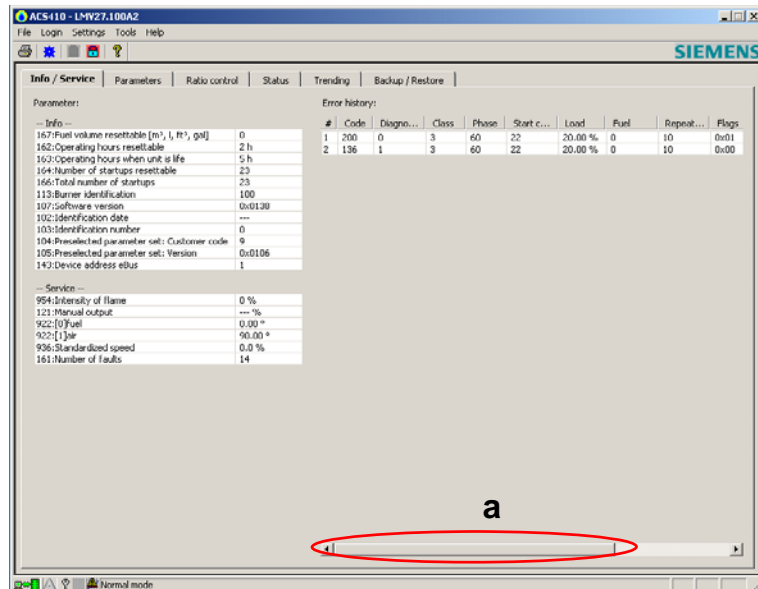 ACS410 - LMV27.100A2
File Login Settings Tools Help
SIEMENS
Info / Service Parameters Ratio control Status Trending Backup / Restore
Parameter:
-- Info --
167:Fuel volume resettable [m³, l, ft³, gal] 0
162:Operating hours resettable 2 h
163:Operating hours when unit is life 5 h
164:Number of startups resettable 23
166:Total number of startups 23
113:Burner identification 100
107:Software version 0x0130
102:Identification date ---
103:Identification number 0
104:Preselected parameter set: Customer code 9
105:Preselected parameter set: Version 0x0106
143:Device address eBus 1
-- Service --
954:Intensity of flame 0 %
121:Manual output --- %
922:[0]fuel 0.00 °
922:[1]air 90.00 °
936:Standardized speed 0.0 %
161:Number of faults 14
Error history:
# Code Diagno... Class Phase Start c... Load Fuel Repeat... Flags
1 200 0 3 60 22 20.00 % 0 10 0x01
2 136 1 3 60 22 20.00 % 0 10 0x00
a
Normal mode